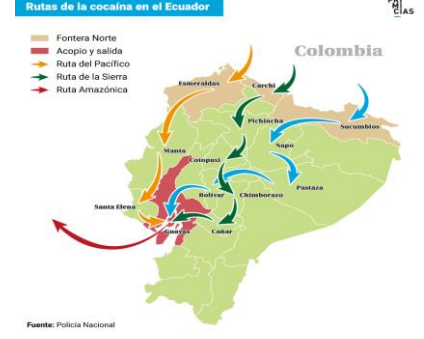 Rutas de la cocaína en el Ecuador
Fontera Norte
Acopio y salida
Ruta del Pacífico
Ruta de la Sierra
Ruta Amazónica
Colombia
Esmeraldas
Carchi
Pichincha
Sucumbíos
Napo
Manta
Cotopaxi
Pastaza
Bolívar
Chimborazo
Santa Elena
Guayas
Cañar
Fuente: Policía Nacional